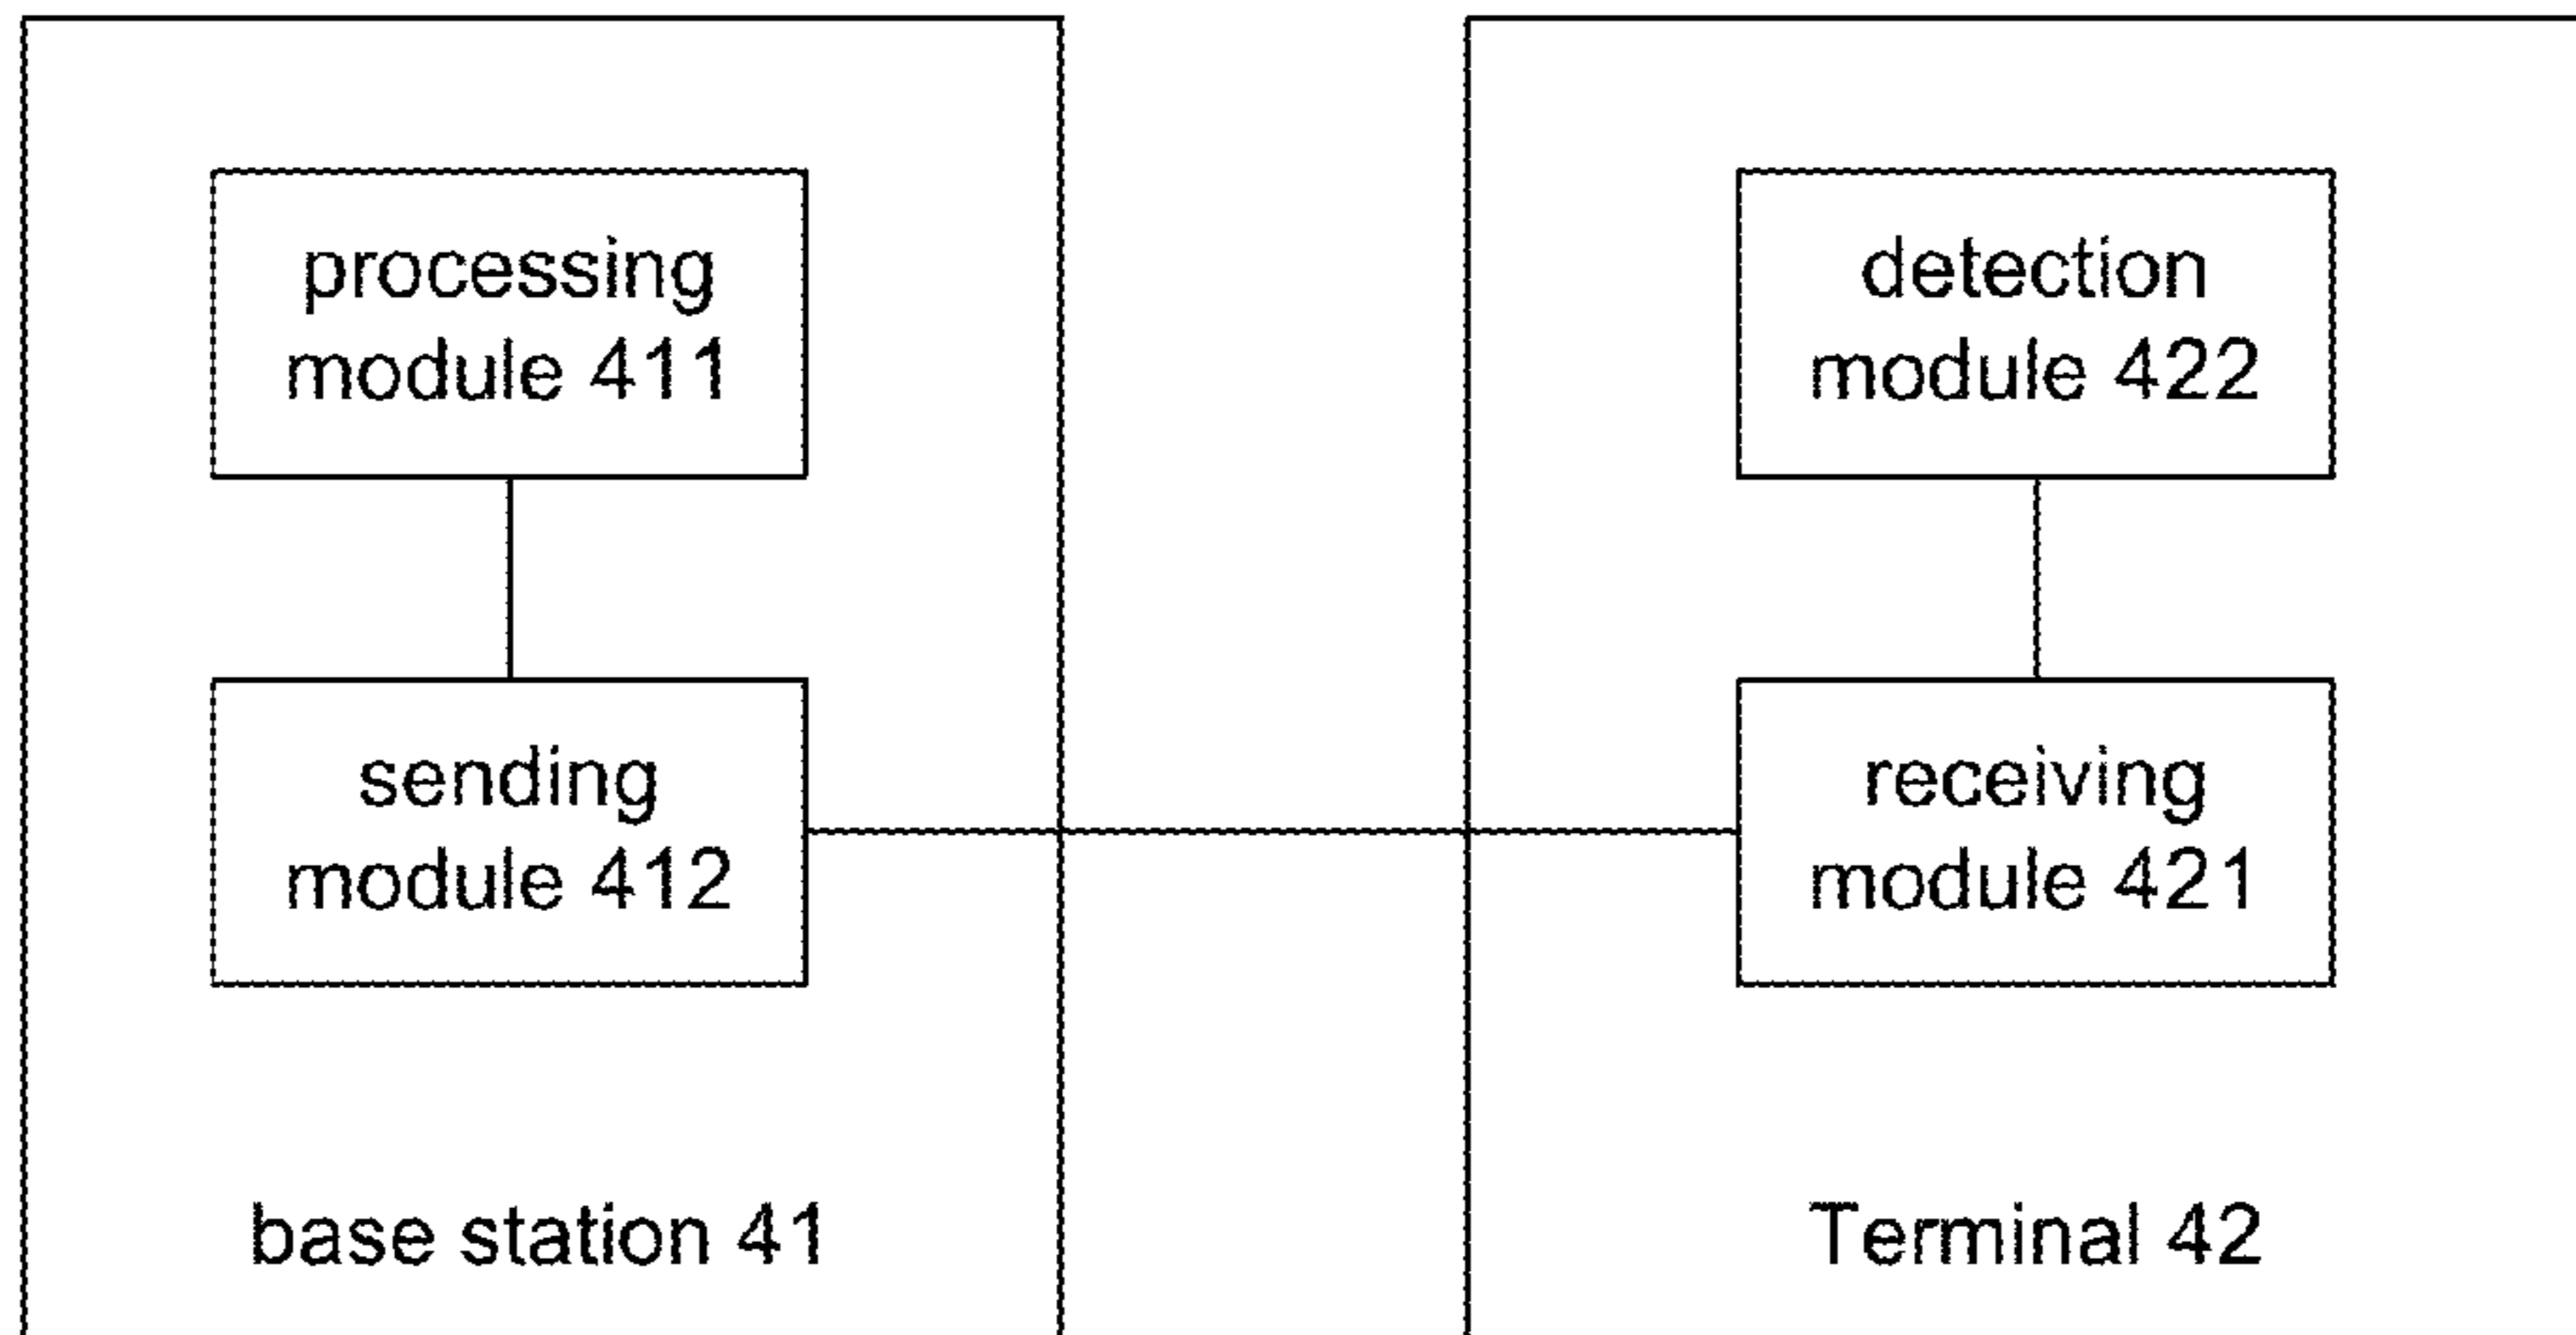 processing
module 411
sending
module 412
base station 41
detection
module 422
receiving
module 421
Terminal 42